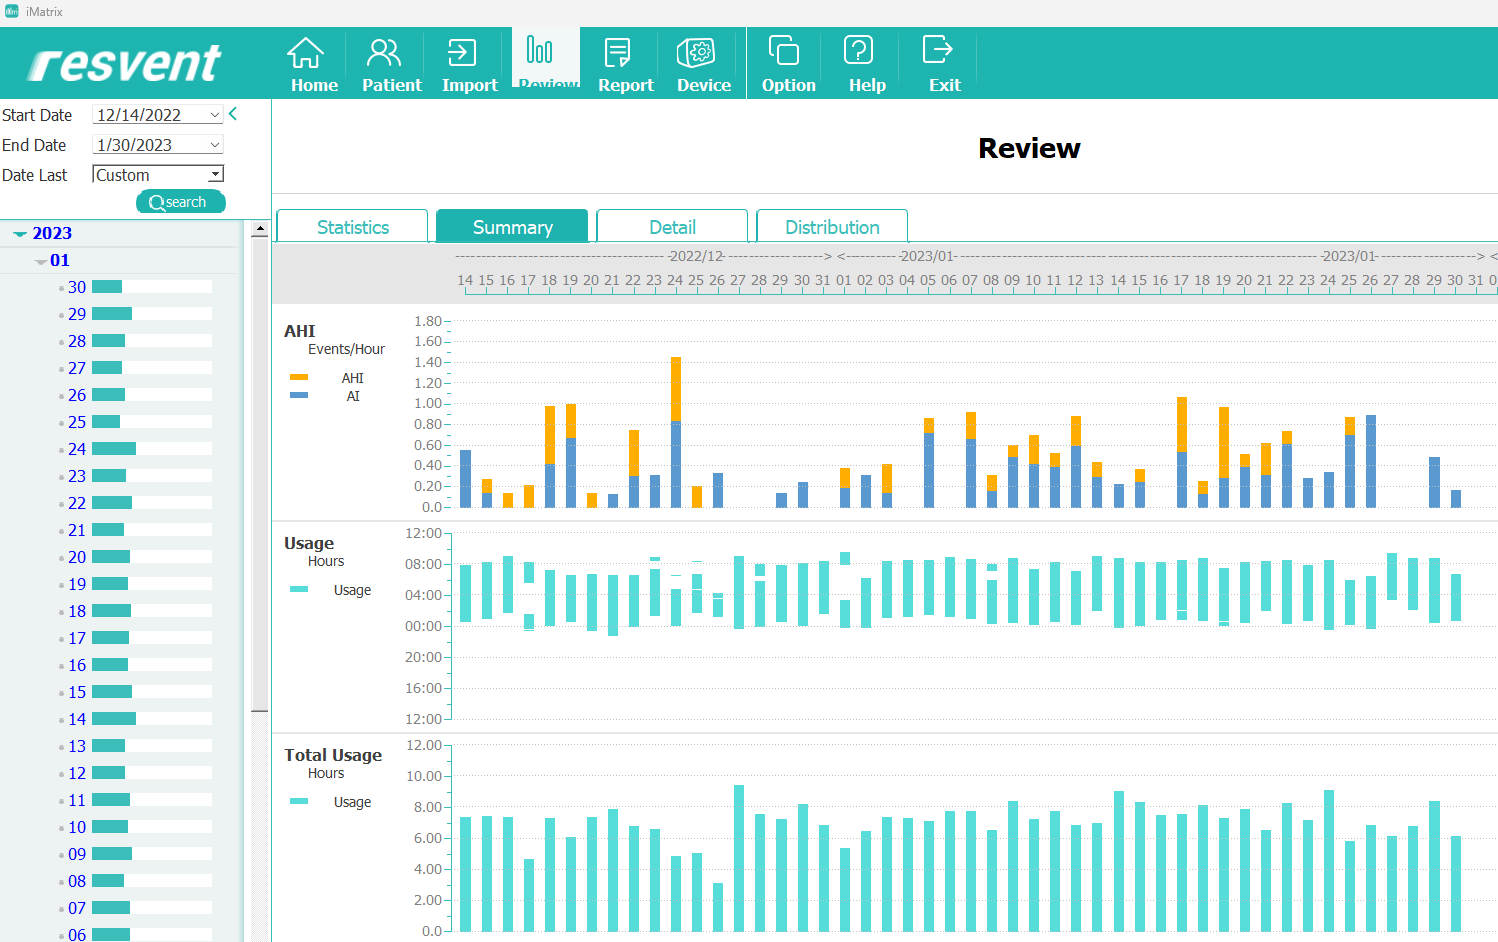 iMatrix
resvent
Home Patient Import Review Report Device Option Help Exit
Start Date 12/14/2022
End Date 1/30/2023
Date Last Custom
search
Review
Statistics Summary Detail Distribution
2022/12 > < 2023/01 2023/01 > <
14 15 16 17 18 19 20 21 22 23 24 25 26 27 28 29 30 31 01 02 03 04 05 06 07 08 09 10 11 12 13 14 15 16 17 18 19 20 21 22 23 24 25 26 27 28 29 30 31
2023
01
30
29
28
27
26
25
24
23
22
21
20
19
18
17
16
15
14
13
12
11
10
09
08
07
06
AHI
Events/Hour
AHI
AI
1.80
1.60
1.40
1.20
1.00
0.80
0.60
0.40
0.20
0.0
Usage
Hours
Usage
12:00
08:00
04:00
00:00
20:00
16:00
12:00
Total Usage
Hours
Usage
12.00
10.00
8.00
6.00
4.00
2.00
0.0